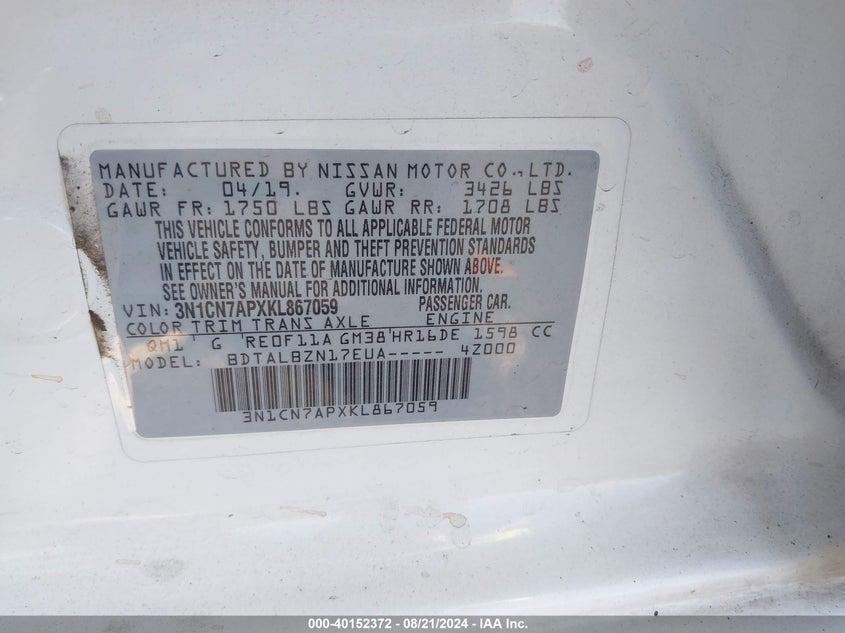 MANUFACTURED BY NISSAN MOTOR CO., LTD.
DATE: 04/19. GVWR: 3426 LBS
GAWR FR: 1750 LBS GAWR RR: 1708 LBS
THIS VEHICLE CONFORMS TO ALL APPLICABLE FEDERAL MOTOR
VEHICLE SAFETY, BUMPER AND THEFT PREVENTION STANDARDS
IN EFFECT ON THE DATE OF MANUFACTURE SHOWN ABOVE.
SEE OWNER'S MANUAL FOR ADDITIONAL INFORMATION.
VIN: 3N1CN7APXKL867059 PASSENGER CAR.
COLOR TRIM TRANS AXLE ENGINE
QM1 G 'RE0F11A GM38'HR16DE 1598 CC
MODEL: BDTALBZN17EUA----- 4Z000
3N1CN7APXKL867059
000-40152372 - 08/21/2024 - IAA Inc.